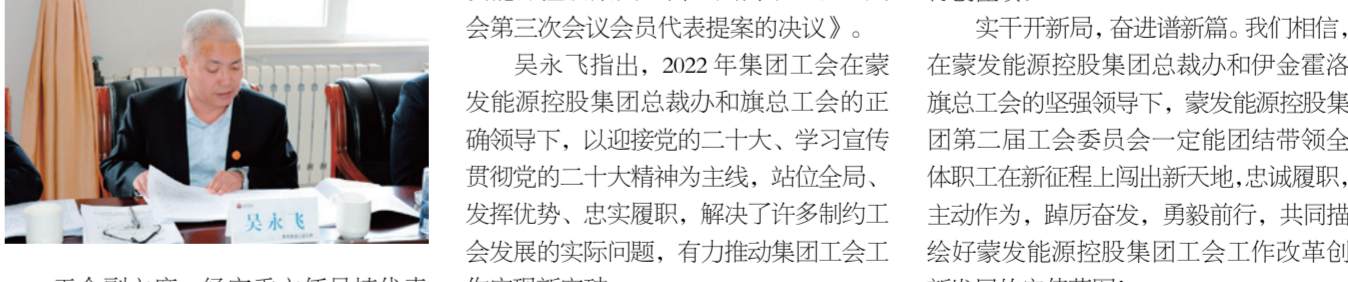 吴永飞
会第三次会议会员代表提案的决议》。
吴永飞指出，2022年集团工会在蒙
发能源控股集团总裁办和旗总工会的正
确领导下，以迎接党的二十大、学习宣传
贯彻党的二十大精神为主线，站位全局、
发挥优势、忠实履职，解决了许多制约工
会发展的实际问题，有力推动集团工会工
实干开新局，奋进谱新篇。我们相信，
在蒙发能源控股集团总裁办和伊金霍洛
旗总工会的坚强领导下，蒙发能源控股集
团第二届工会委员会一定能团结带领全
体职工在新征程上闯出新天地，忠诚履职，
主动作为，踔厉奋发，勇毅前行，共同描
绘好蒙发能源控股集团工会工作改革创